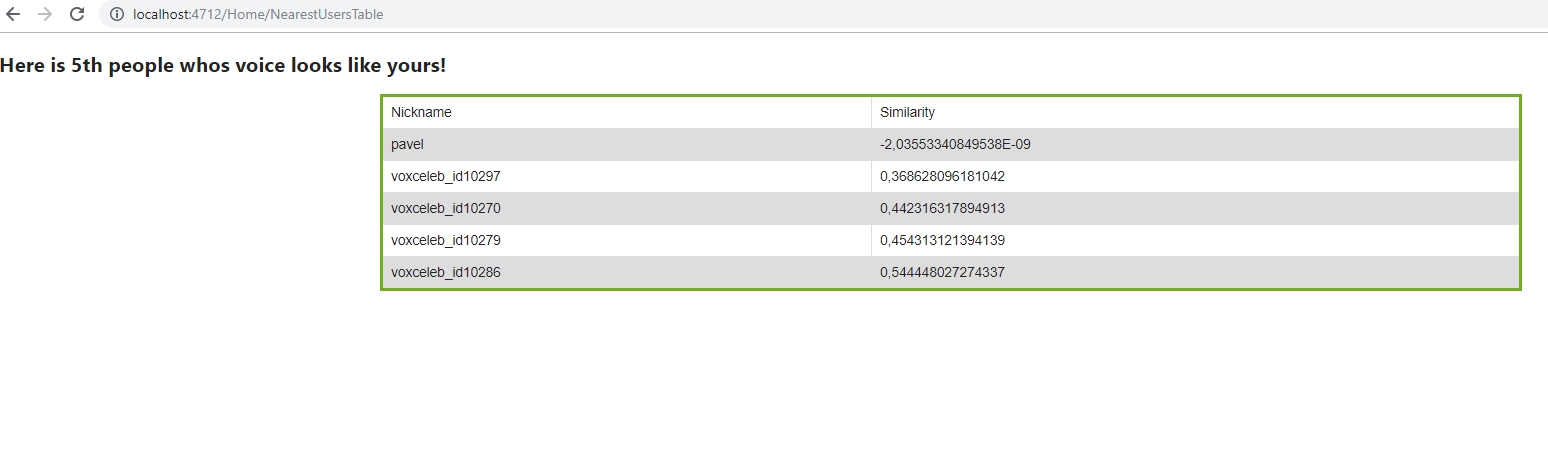 localhost:4712/Home/NearestUsersTable
Here is 5th people whos voice looks like yours!
Nickname Similarity
pavel -2,03553340849538E-09
voxceleb_id10297 0,368628096181042
voxceleb_id10270 0,442316317894913
voxceleb_id10279 0,454313121394139
voxceleb_id10286 0,544448027274337